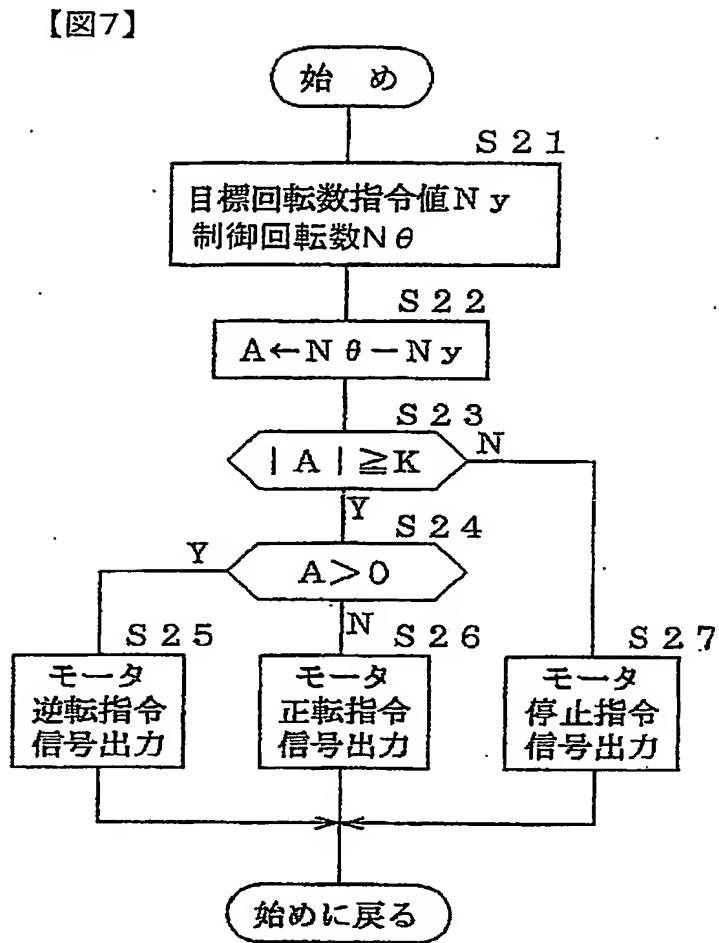 【図7】
始 め
S21
目標回転数指令値Ny
制御回転数Nθ
S22
A←Nθ−Ny
S23
|A|≧K
N
Y
S24
Y
A>0
N
S25
モータ
逆転指令
信号出力
S26
モータ
正転指令
信号出力
S27
モータ
停止指令
信号出力
始めに戻る